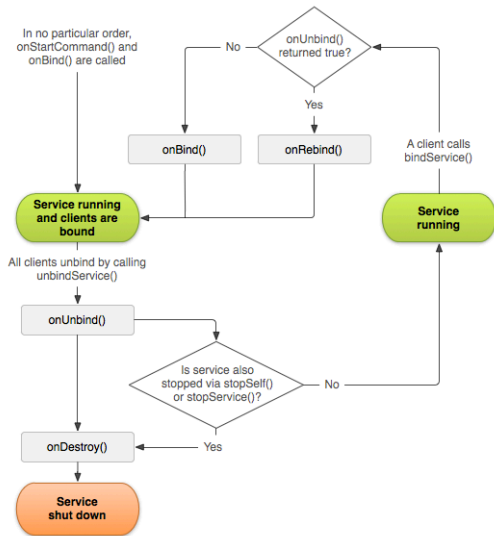 In no particular order,
onStartCommand() and
onBind() are called
onUnbind()
returned true?
No
Yes
onBind()
onRebind()
A client calls
bindService()
Service running
and clients are
bound
Service
running
All clients unbind by calling
unbindService()
onUnbind()
Is service also
stopped via stopSelf()
or stopService()?
No
Yes
onDestroy()
Service
shut down